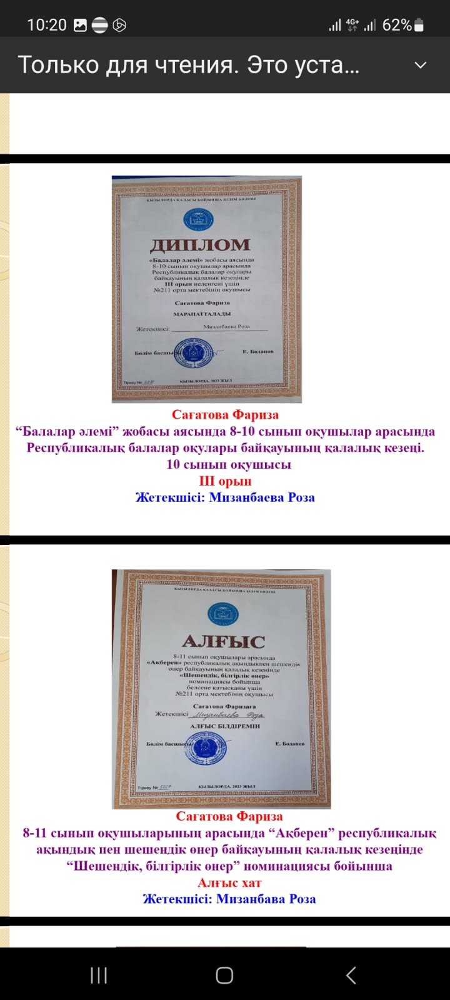 10:20
4G+
62%
Только для чтения. Это уста...
ҚЫЗЫЛОРДА ҚАЛАСЫ БОЙЫНША БІЛІМ БӨЛІМІ
ДИПЛОМ
«Балалар әлемі» жобасы аясында
8-10 сынып оқушылар арасында
Республикалық балалар оқулары
байқауының қалалық кезеңінде
III орын иеленгені үшін
№211 орта мектебінің оқушысы
Сағатова Фариза
МАРАПАТТАЛАДЫ
Жетекшісі: Мизанбаева Роза
Бөлім басшысы Е. Боданов
Тіркеу №
ҚЫЗЫЛОРДА, 2023 ЖЫЛ
Сағатова Фариза
“Балалар әлемі” жобасы аясында 8-10 сынып оқушылар арасында
Республикалық балалар оқулары байқауының қалалық кезеңі.
10 сынып оқушысы
III орын
Жетекшісі: Мизанбаева Роза
ҚЫЗЫЛОРДА ҚАЛАСЫ БОЙЫНША БІЛІМ БӨЛІМІ
АЛҒЫС
8-11 сынып оқушылары арасында
«Ақберен» республикалық ақындықпен шешендік
өнер байқауының қалалық кезеңінде
«Шешендік, білгірлік өнер»
номинациясы бойынша
белсене қатысқаны үшін
№211 орта мектебінің оқушысы
Сағатова Фаризаға
Жетекшісі Мизанбаева Роза
АЛҒЫС БІЛДІРЕМІН
Бөлім басшысы Е. Боданов
Тіркеу №
ҚЫЗЫЛОРДА, 2023 ЖЫЛ
Сағатова Фариза
8-11 сынып оқушыларының арасында “Ақберен” республикалық
ақындық пен шешендік өнер байқауының қалалық кезеңінде
“Шешендік, білгірлік өнер” номинациясы бойынша
Алғыс хат
Жетекшісі: Мизанбава Роза